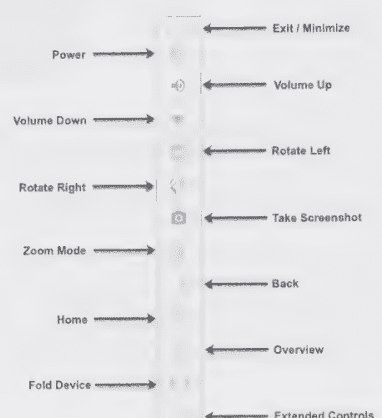 Exit / Minimize
Power
Volume Up
Volume Down
Rotate Left
Rotate Right
Take Screenshot
Zoom Mode
Back
Home
Overview
Fold Device
Extended Controls